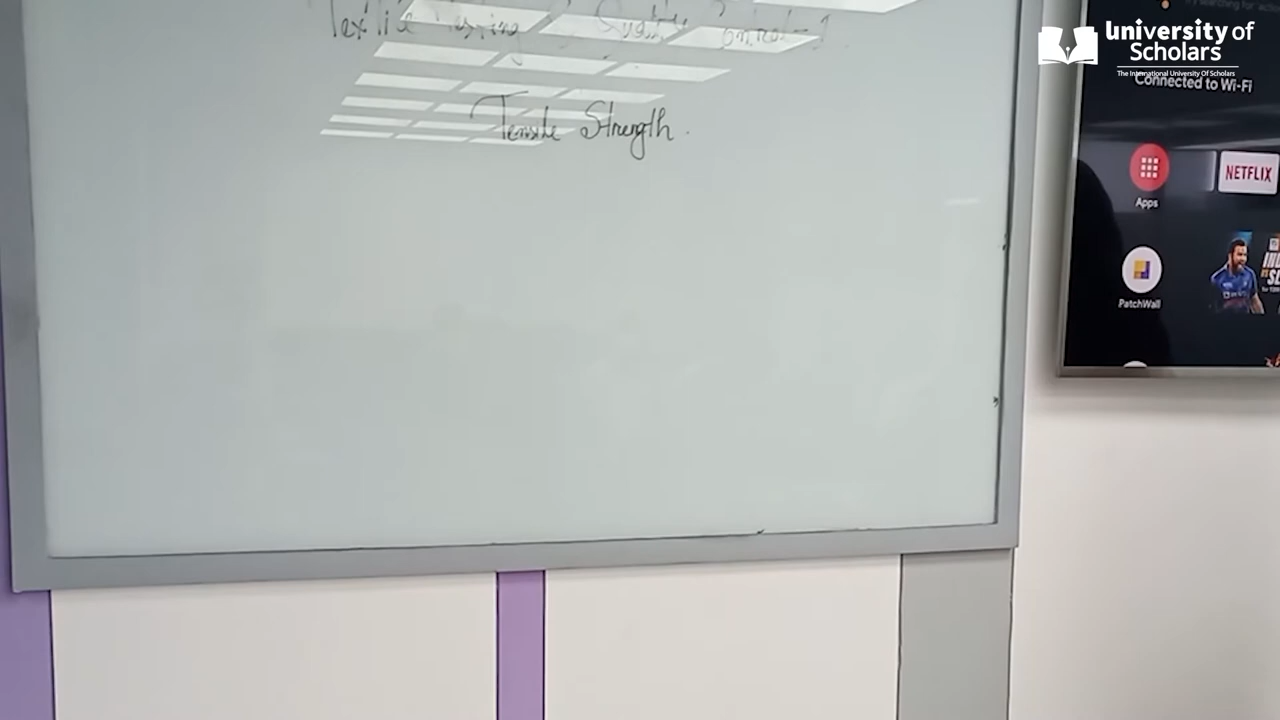 Textile Testing & Quality Control-I
Tensile Strength.
university of
Scholars
The International University Of Scholars
Connected to Wi-Fi
Apps
NETFLIX
PatchWall